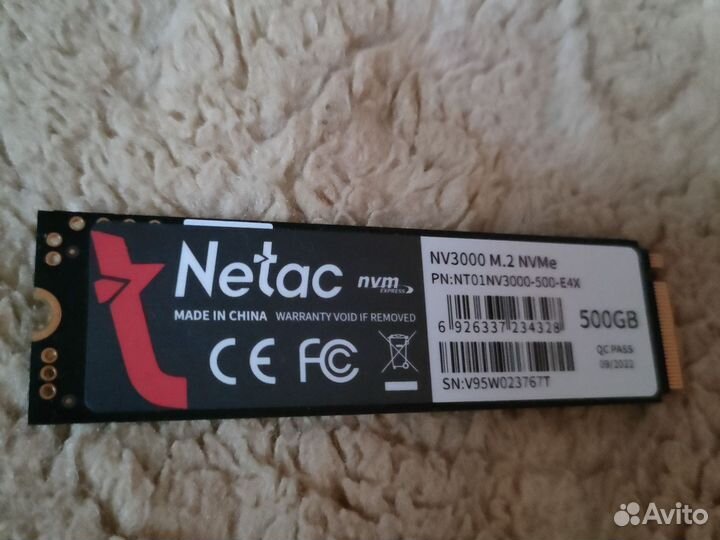 Netac
nvm
EXPRESS
MADE IN CHINA WARRANTY VOID IF REMOVED
CE FC
NV3000 M.2 NVMe
PN:NT01NV3000-500-E4X
6 926337 234328
500GB
QC PASS
09/2022
SN:V95W023767T
Avito